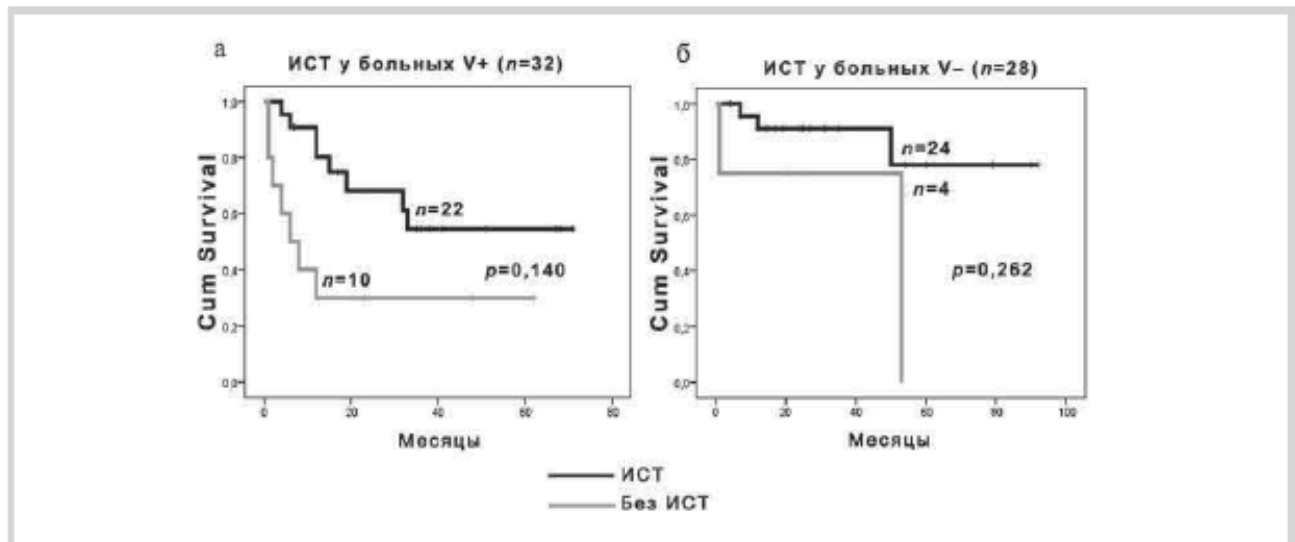 а
ИСТ у больных V+ (n=32)
Cum Survival
1,0
0,8
0,6
0,4
0,2
0,0
n=22
n=10
p=0,140
0 20 40 60 80
Месяцы
б
ИСТ у больных V– (n=28)
Cum Survival
1,0
0,8
0,6
0,4
0,2
0,0
n=24
n=4
p=0,262
0 20 40 60 80 100
Месяцы
ИСТ
Без ИСТ